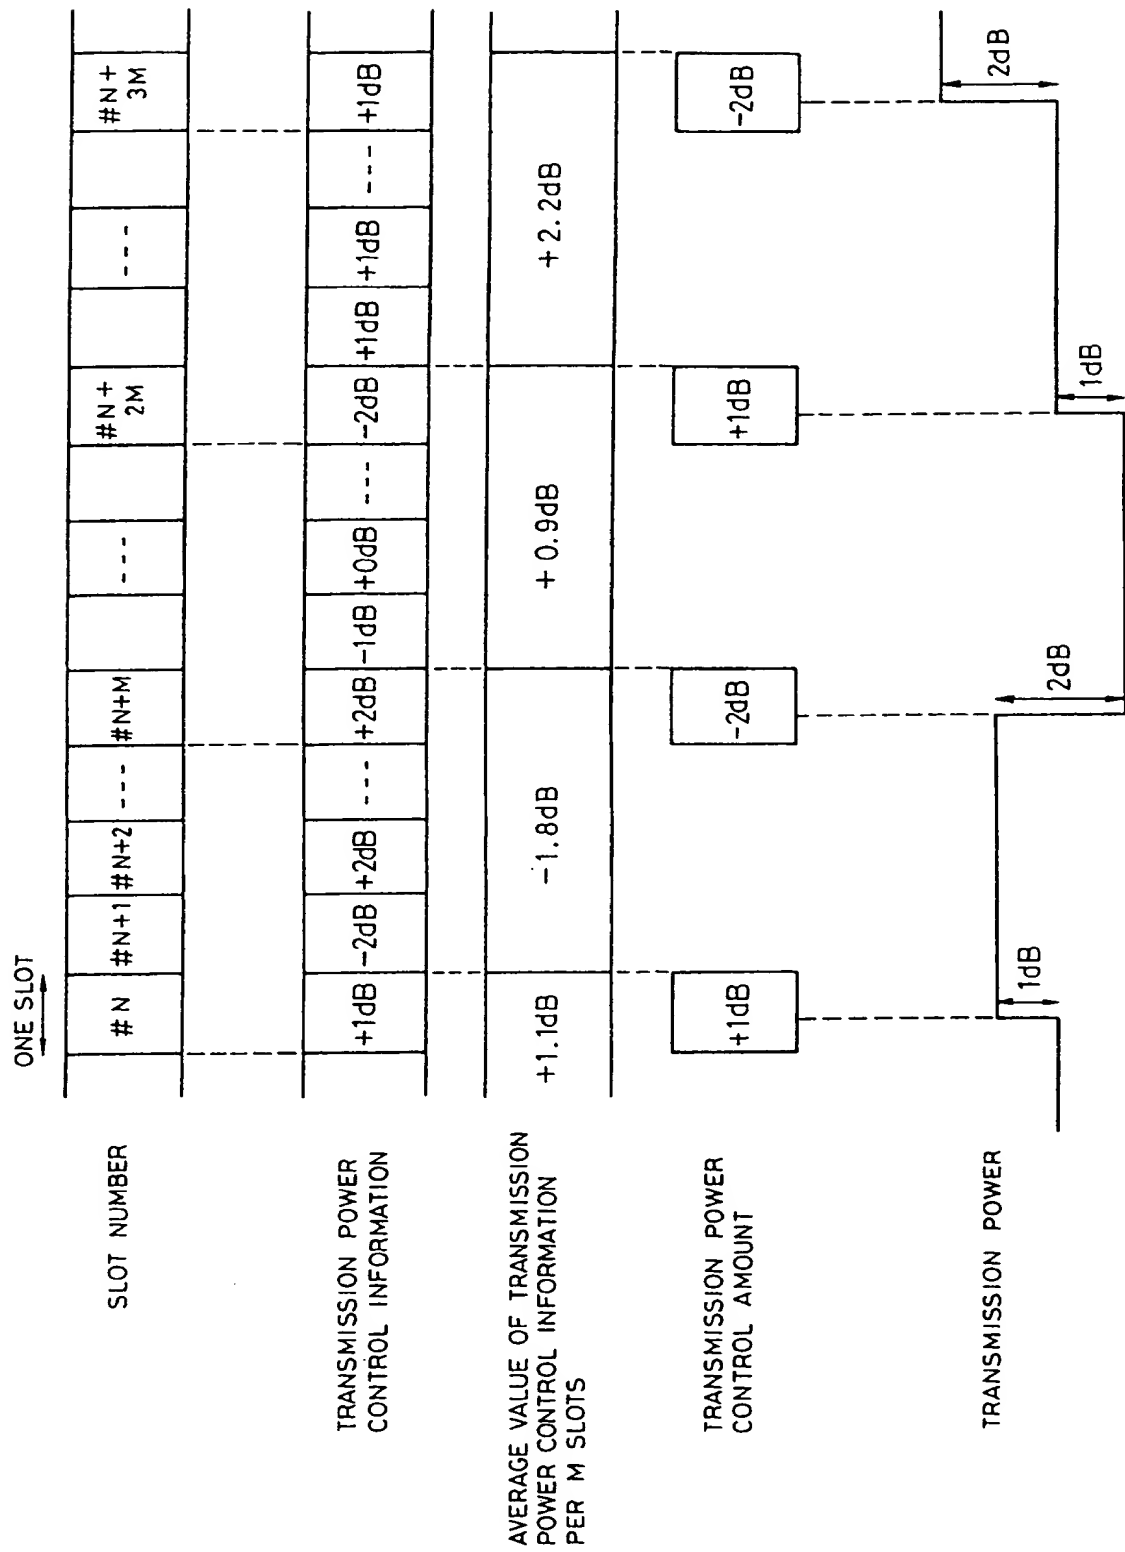 ONE SLOT
SLOT NUMBER
#N
#N+1
#N+2
---
#N+M
---
#N+
2M
---
#N+
3M
TRANSMISSION POWER
CONTROL INFORMATION
+1dB
-2dB
+2dB
---
+2dB
-1dB
+0dB
---
-2dB
+1dB
+1dB
---
+1dB
AVERAGE VALUE OF TRANSMISSION
POWER CONTROL INFORMATION
PER M SLOTS
+1.1dB
-1.8dB
+0.9dB
+2.2dB
TRANSMISSION POWER
CONTROL AMOUNT
+1dB
-2dB
+1dB
-2dB
TRANSMISSION POWER
1dB
2dB
1dB
2dB